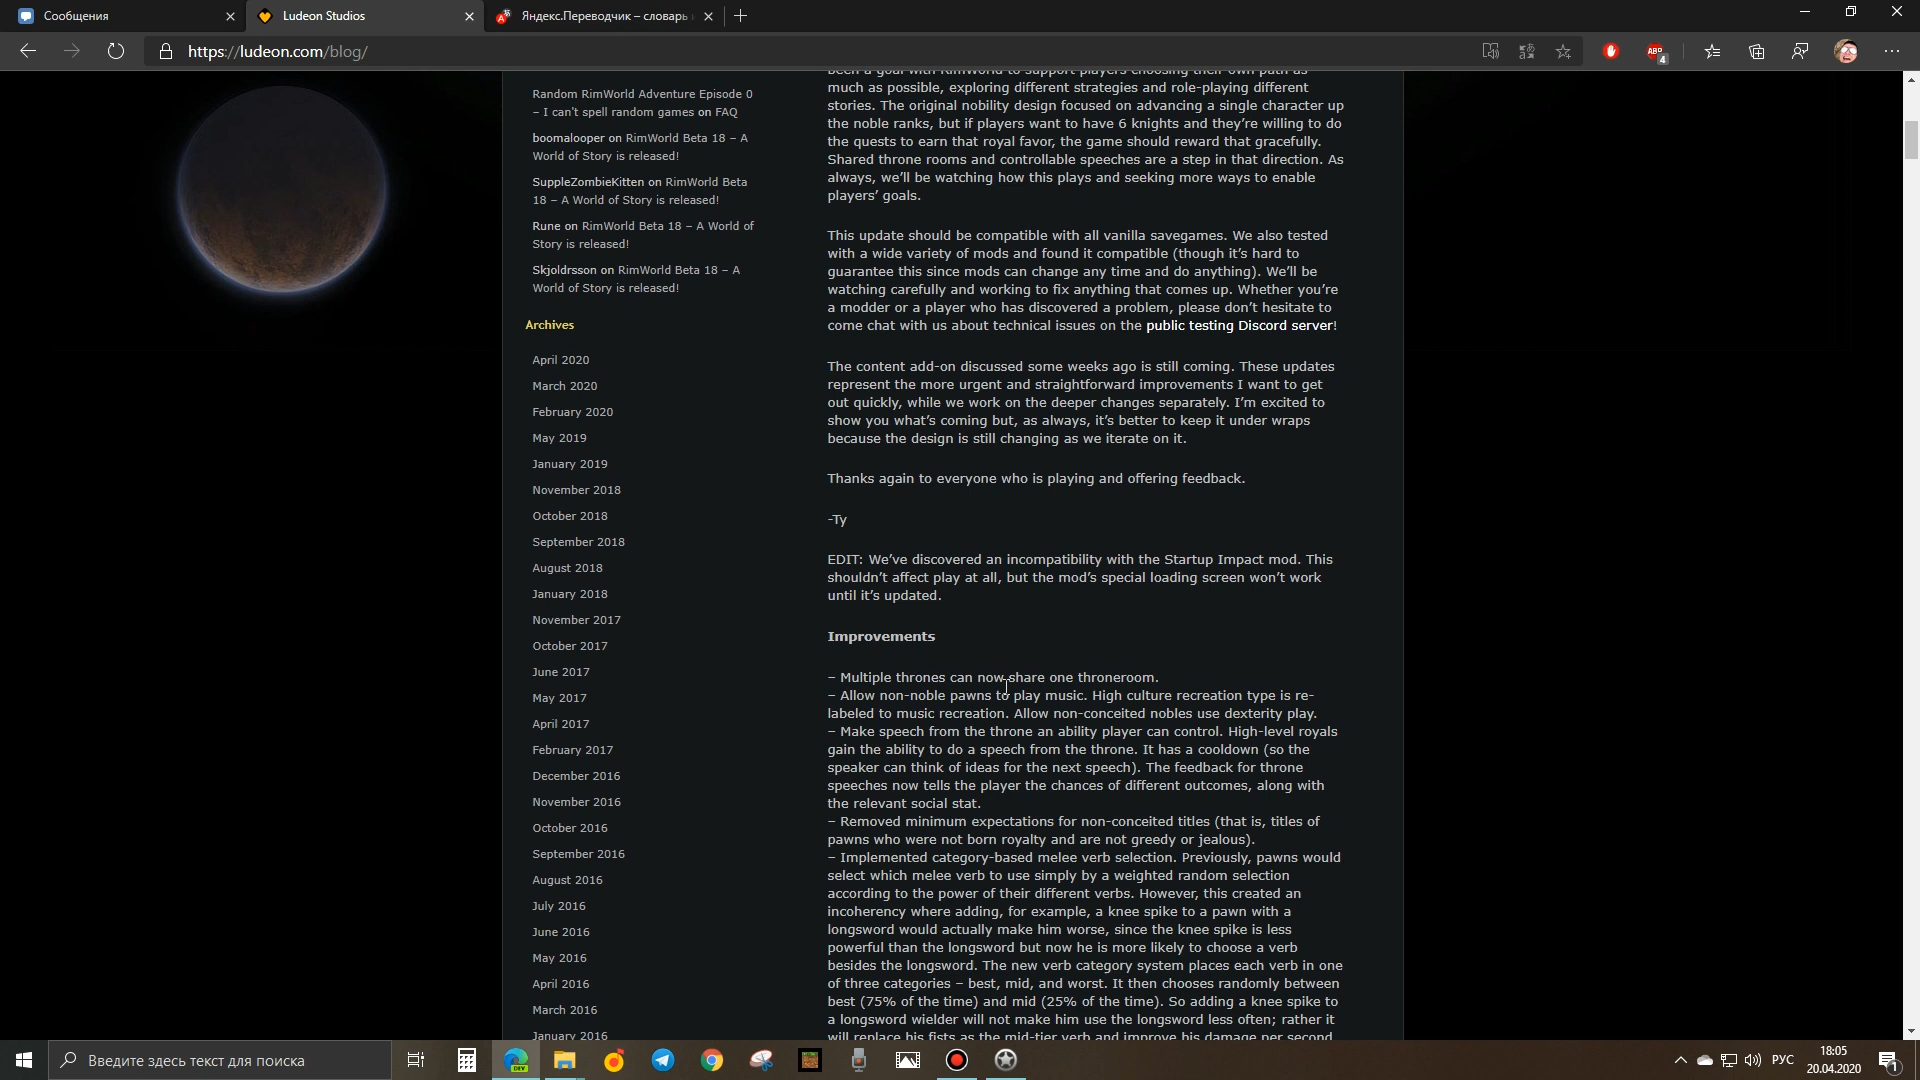 Сообщения
Ludeon Studios
Яндекс.Переводчик – словарь
https://ludeon.com/blog/
ABP
4
Random RimWorld Adventure Episode 0
– I can't spell random games on FAQ
boomalooper on RimWorld Beta 18 – A
World of Story is released!
SuppleZombieKitten on RimWorld Beta
18 – A World of Story is released!
Rune on RimWorld Beta 18 – A World of
Story is released!
Skjoldrsson on RimWorld Beta 18 – A
World of Story is released!
Archives
April 2020
March 2020
February 2020
May 2019
January 2019
November 2018
October 2018
September 2018
August 2018
January 2018
November 2017
October 2017
June 2017
May 2017
April 2017
February 2017
December 2016
November 2016
October 2016
September 2016
August 2016
July 2016
June 2016
May 2016
April 2016
March 2016
January 2016
been a goal with RimWorld to support players choosing their own path as
much as possible, exploring different strategies and role-playing different
stories. The original nobility design focused on advancing a single character up
the noble ranks, but if players want to have 6 knights and they're willing to do
the quests to earn that royal favor, the game should reward that gracefully.
Shared throne rooms and controllable speeches are a step in that direction. As
always, we'll be watching how this plays and seeking more ways to enable
players' goals.
This update should be compatible with all vanilla savegames. We also tested
with a wide variety of mods and found it compatible (though it's hard to
guarantee this since mods can change any time and do anything). We'll be
watching carefully and working to fix anything that comes up. Whether you're
a modder or a player who has discovered a problem, please don't hesitate to
come chat with us about technical issues on the public testing Discord server!
The content add-on discussed some weeks ago is still coming. These updates
represent the more urgent and straightforward improvements I want to get
out quickly, while we work on the deeper changes separately. I'm excited to
show you what's coming but, as always, it's better to keep it under wraps
because the design is still changing as we iterate on it.
Thanks again to everyone who is playing and offering feedback.
-Ty
EDIT: We've discovered an incompatibility with the Startup Impact mod. This
shouldn't affect play at all, but the mod's special loading screen won't work
until it's updated.
Improvements
– Multiple thrones can now share one throneroom.
– Allow non-noble pawns to play music. High culture recreation type is re-
labeled to music recreation. Allow non-conceited nobles use dexterity play.
– Make speech from the throne an ability player can control. High-level royals
gain the ability to do a speech from the throne. It has a cooldown (so the
speaker can think of ideas for the next speech). The feedback for throne
speeches now tells the player the chances of different outcomes, along with
the relevant social stat.
– Removed minimum expectations for non-conceited titles (that is, titles of
pawns who were not born royalty and are not greedy or jealous).
– Implemented category-based melee verb selection. Previously, pawns would
select which melee verb to use simply by a weighted random selection
according to the power of their different verbs. However, this created an
incoherency where adding, for example, a knee spike to a pawn with a
longsword would actually make him worse, since the knee spike is less
powerful than the longsword but now he is more likely to choose a verb
besides the longsword. The new verb category system places each verb in one
of three categories – best, mid, and worst. It then chooses randomly between
best (75% of the time) and mid (25% of the time). So adding a knee spike to
a longsword wielder will not make him use the longsword less often; rather it
will replace his fists as the mid-tier verb and improve his damage per second
Введите здесь текст для поиска
DEV
РУС
18:05
20.04.2020
1